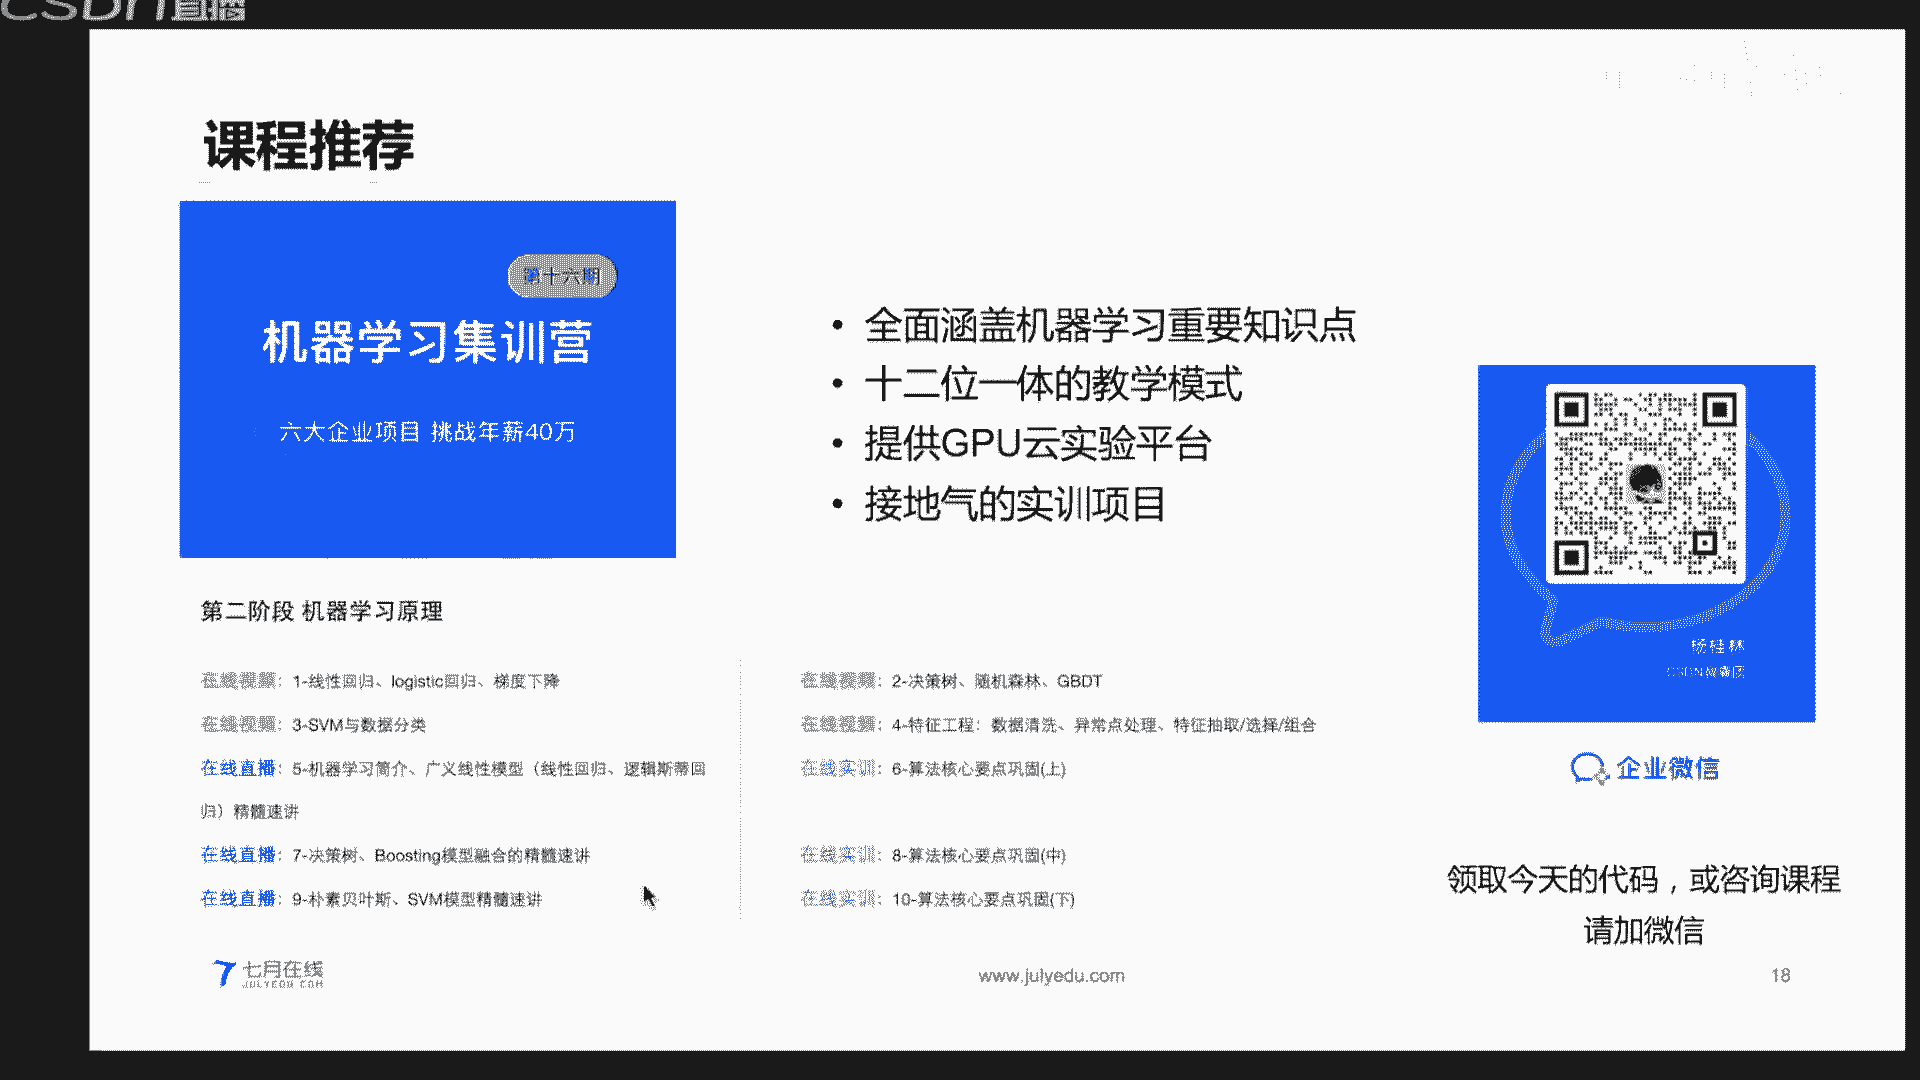 CSDN直播
课程推荐
第十六期
机器学习集训营
六大企业项目 挑战年薪40万
• 全面涵盖机器学习重要知识点
• 十二位一体的教学模式
• 提供GPU云实验平台
• 接地气的实训项目
杨桂林
企业微信
领取今天的代码，或咨询课程
请加微信
第二阶段 机器学习原理
在线视频：1-线性回归、logistic回归、梯度下降
在线视频：2-决策树、随机森林、GBDT
在线视频：3-SVM与数据分类
在线视频：4-特征工程：数据清洗、异常点处理、特征抽取/选择/组合
在线直播：5-机器学习简介、广义线性模型（线性回归、逻辑斯蒂回
归）精髓速讲
在线实训：6-算法核心要点巩固(上)
在线直播：7-决策树、Boosting模型融合的精髓速讲
在线实训：8-算法核心要点巩固(中)
在线直播：9-朴素贝叶斯、SVM模型精髓速讲
在线实训：10-算法核心要点巩固(下)
七月在线
JULYEDU.COM
www.julyedu.com
18